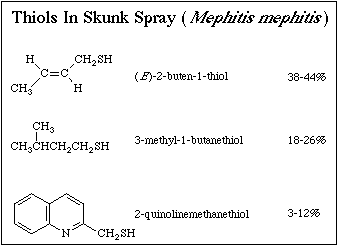 Thiols In Skunk Spray (Mephitis mephitis)
H CH2SH
CH3 H
(E)-2-buten-1-thiol 38-44%
CH3
CH3CHCH2CH2SH
3-methyl-1-butanethiol 18-26%
N CH2SH
2-quinolinemethanethiol 3-12%